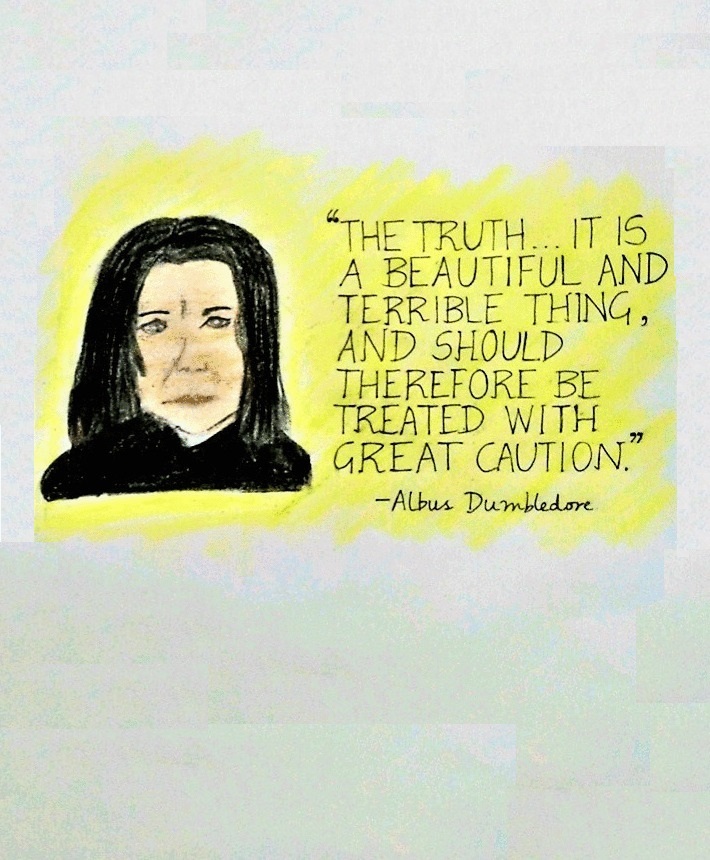 “THE TRUTH... IT IS
A BEAUTIFUL AND
TERRIBLE THING,
AND SHOULD
THEREFORE BE
TREATED WITH
GREAT CAUTION.”
-Albus Dumbledore